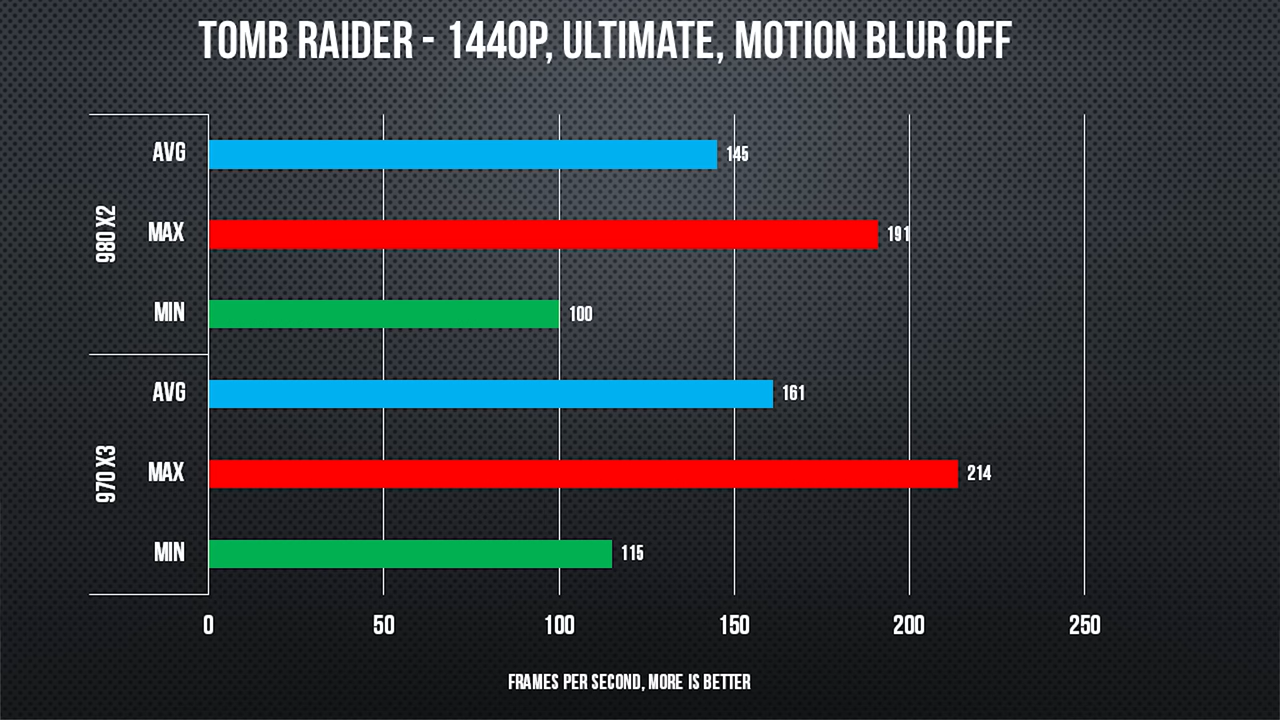 TOMB RAIDER - 1440P, ULTIMATE, MOTION BLUR OFF
980 X2
AVG
145
MAX
191
MIN
100
970 X3
AVG
161
MAX
214
MIN
115
0 50 100 150 200 250
FRAMES PER SECOND, MORE IS BETTER